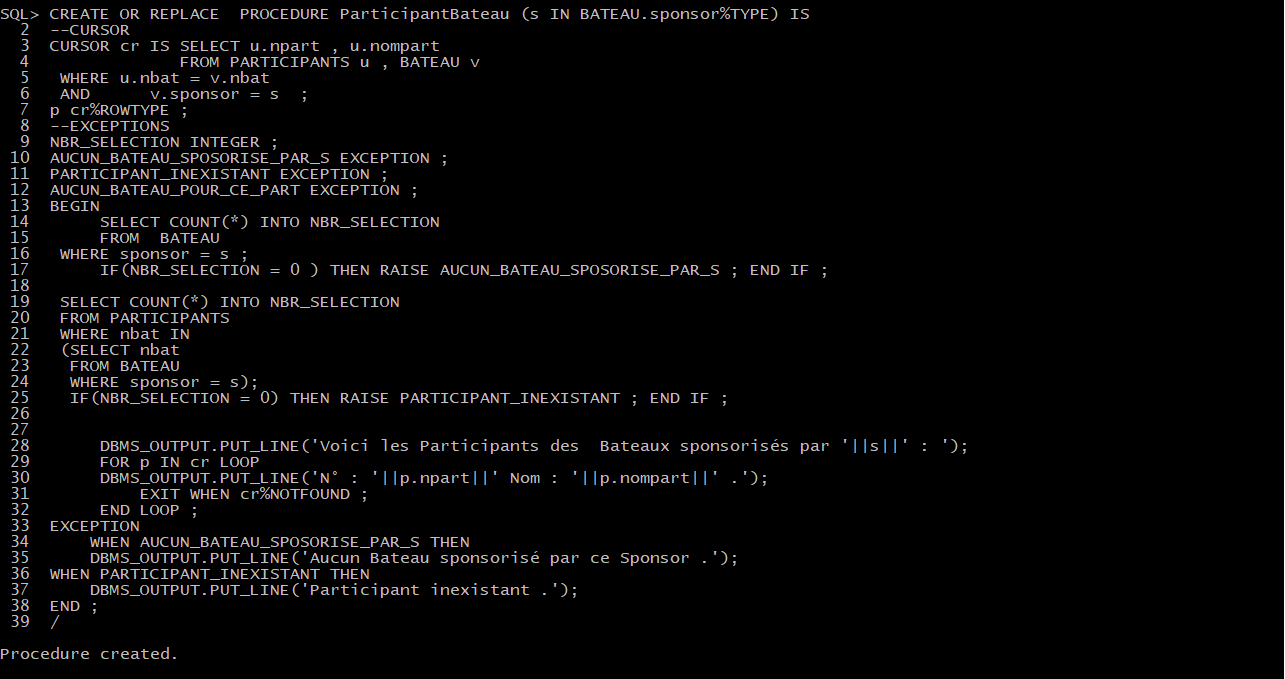 SQL> CREATE OR REPLACE  PROCEDURE ParticipantBateau (s IN BATEAU.sponsor%TYPE) IS
  2  --CURSOR
  3  CURSOR cr IS SELECT u.npart , u.nompart
  4               FROM PARTICIPANTS u , BATEAU v
  5   WHERE u.nbat = v.nbat
  6   AND      v.sponsor = s  ;
  7  p cr%ROWTYPE ;
  8  --EXCEPTIONS
  9  NBR_SELECTION INTEGER ;
 10  AUCUN_BATEAU_SPOSORISE_PAR_S EXCEPTION ;
 11  PARTICIPANT_INEXISTANT EXCEPTION ;
 12  AUCUN_BATEAU_POUR_CE_PART EXCEPTION ;
 13  BEGIN
 14       SELECT COUNT(*) INTO NBR_SELECTION
 15       FROM  BATEAU
 16   WHERE sponsor = s ;
 17       IF(NBR_SELECTION = 0 ) THEN RAISE AUCUN_BATEAU_SPOSORISE_PAR_S ; END IF ;
 18
 19   SELECT COUNT(*) INTO NBR_SELECTION
 20   FROM PARTICIPANTS
 21   WHERE nbat IN
 22   (SELECT nbat
 23    FROM BATEAU
 24    WHERE sponsor = s);
 25    IF(NBR_SELECTION = 0) THEN RAISE PARTICIPANT_INEXISTANT ; END IF ;
 26
 27
 28       DBMS_OUTPUT.PUT_LINE('Voici les Participants des  Bateaux sponsorisés par '||s||' : ');
 29       FOR p IN cr LOOP
 30       DBMS_OUTPUT.PUT_LINE('N° : '||p.npart||' Nom : '||p.nompart||' .');
 31           EXIT WHEN cr%NOTFOUND ;
 32       END LOOP ;
 33  EXCEPTION
 34      WHEN AUCUN_BATEAU_SPOSORISE_PAR_S THEN
 35      DBMS_OUTPUT.PUT_LINE('Aucun Bateau sponsorisé par ce Sponsor .');
 36  WHEN PARTICIPANT_INEXISTANT THEN
 37      DBMS_OUTPUT.PUT_LINE('Participant inexistant .');
 38  END ;
 39  /
Procedure created.